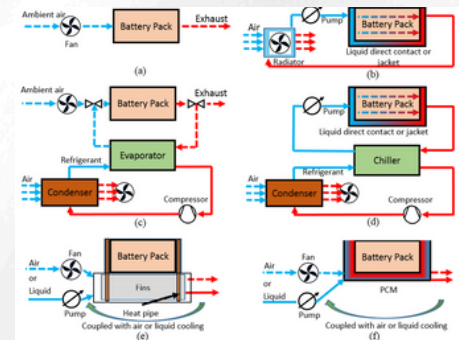 Ambient air
Fan
Battery Pack
Exhaust
(a)
Air
Pump
Radiator
Battery Pack
Liquid direct contact or
jacket
(b)
Ambient air
Battery Pack
Exhaust
Evaporator
Refrigerant
Air
Condenser
Compressor
(c)
Pump
Battery Pack
Liquid direct contact or jacket
Chiller
Refrigerant
Air
Condenser
Compressor
(d)
Fan
Air
or
Liquid
Pump
Battery Pack
Fins
Heat pipe
Coupled with air or liquid cooling
(e)
Fan
Air
or
Liquid
Pump
Battery Pack
PCM
Coupled with air or liquid cooling
(f)